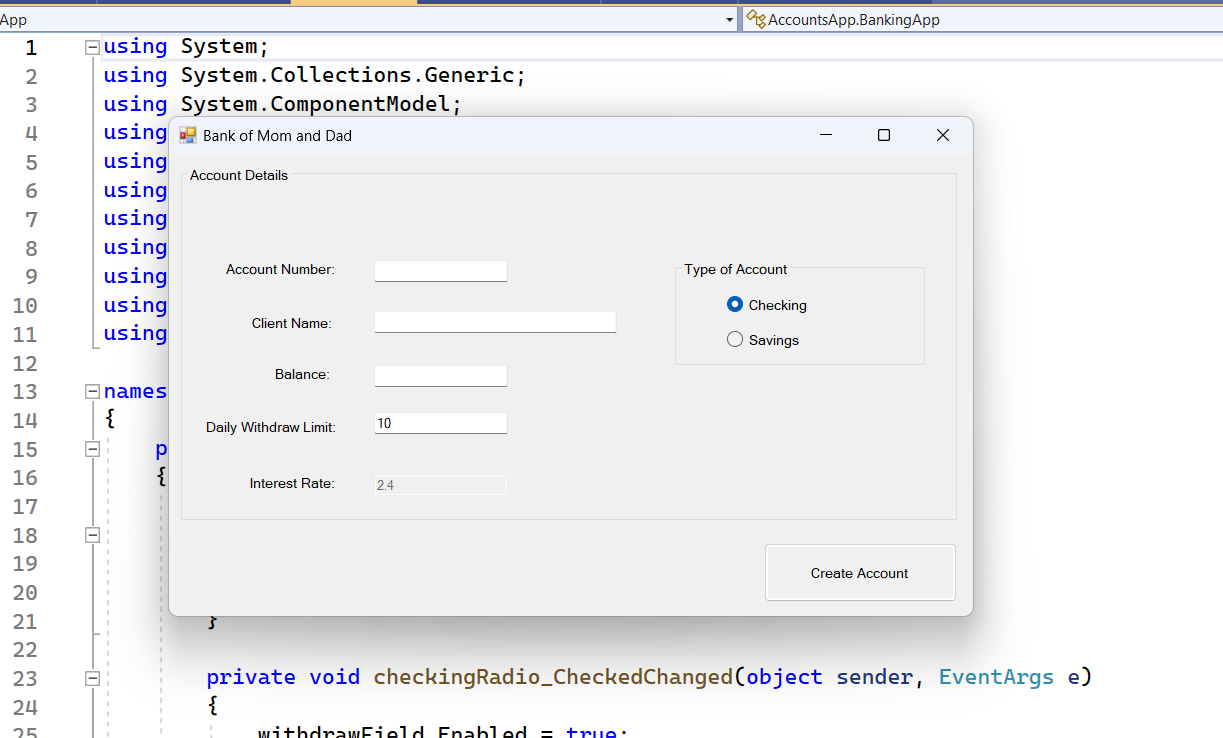 App
AccountsApp.BankingApp
1 using System;
2 using System.Collections.Generic;
3 using System.ComponentModel;
4 using
5 using
6 using
7 using
8 using
9 using
10 using
11 using
12
13 names
14 {
15 p
16 {
17
18
19
20
21 }
22
23 private void checkingRadio_CheckedChanged(object sender, EventArgs e)
24 {
25 withdrawField.Enabled = true;
Bank of Mom and Dad
Account Details
Account Number:
Client Name:
Balance:
Daily Withdraw Limit: 10
Interest Rate: 2.4
Type of Account
Checking
Savings
Create Account